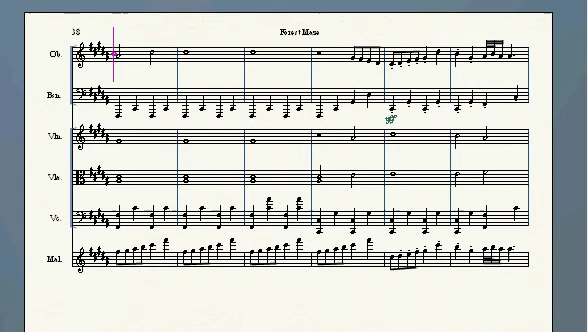 38 Forest Maze
Ob.
Bsn.
Vln.
Vla.
Vc.
Mal.